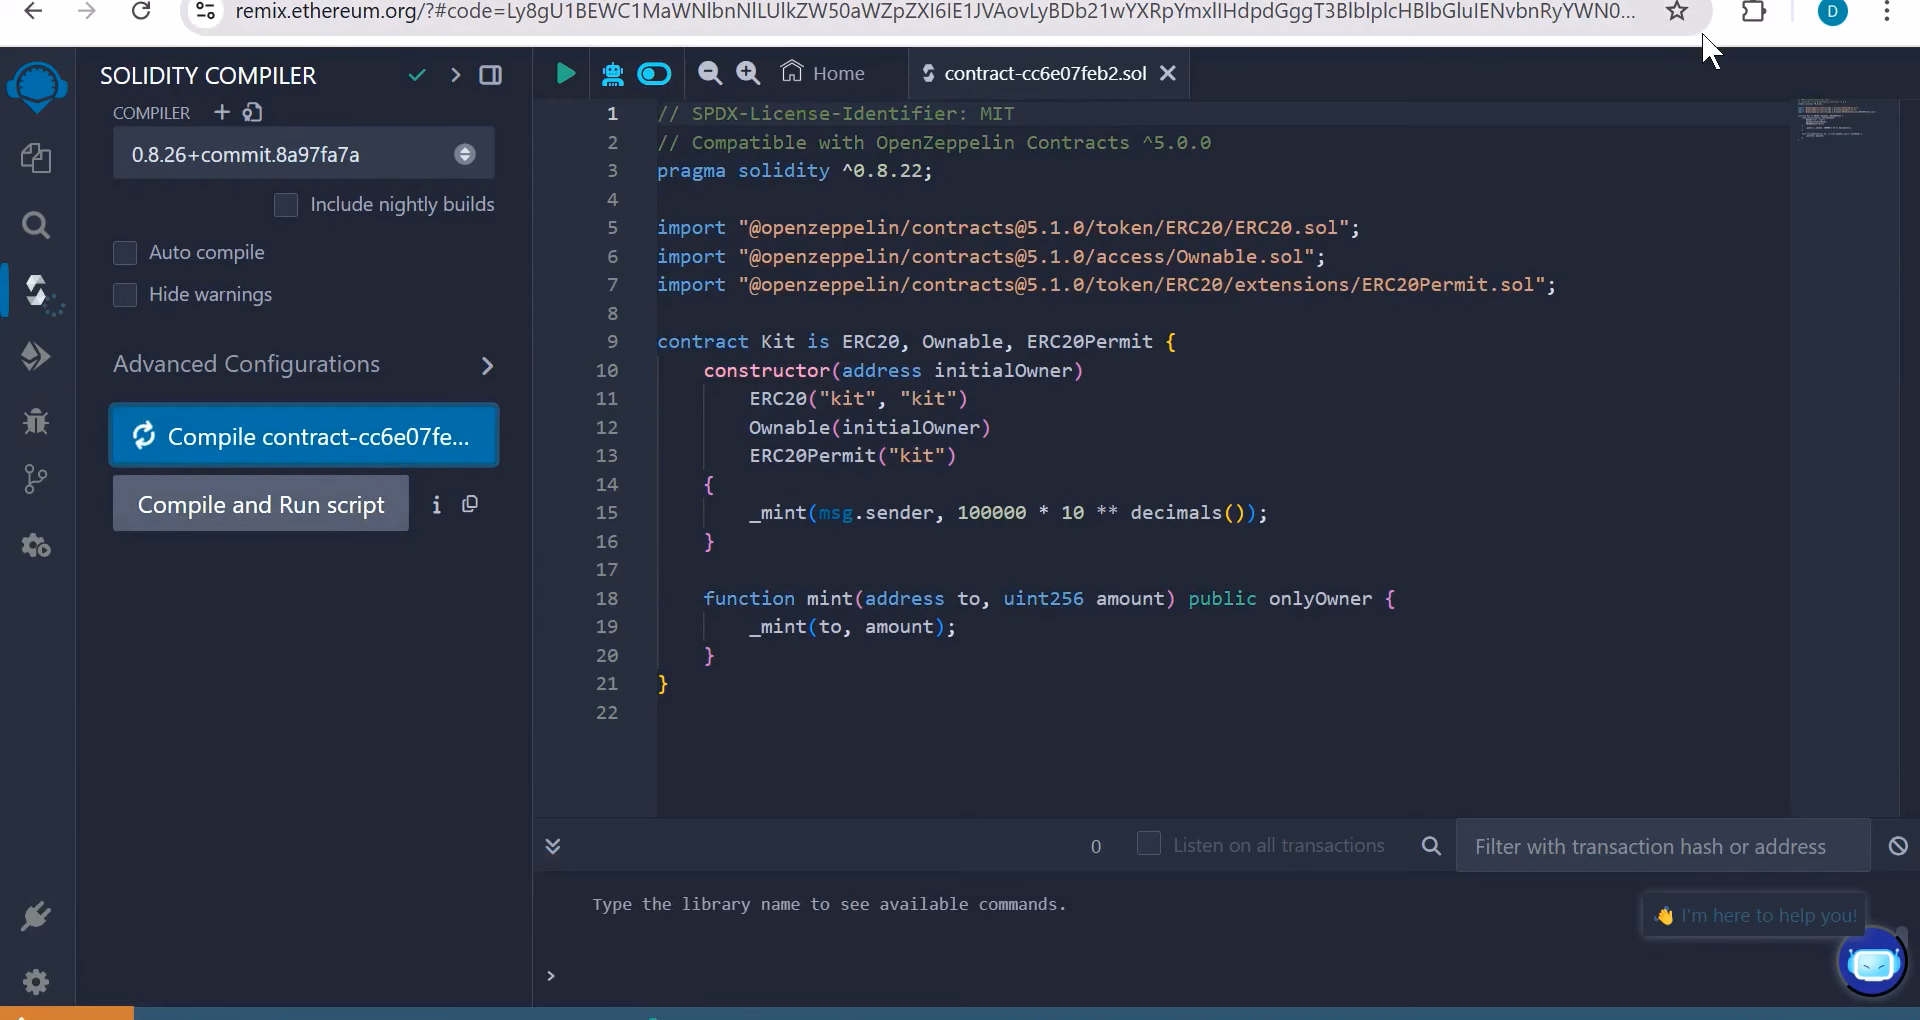 remix.ethereum.org/?#code=Ly8gU1BEWC1MaWNlbnNlLUlkZW50aWZpZXI6IE1JVAovLyBDb21wYXRpYmxlIHdpdGggT3BlblplcHBlbGluIENvbnRyYWN0...
D
SOLIDITY COMPILER
COMPILER
0.8.26+commit.8a97fa7a
Include nightly builds
Auto compile
Hide warnings
Advanced Configurations
Compile contract-cc6e07fe...
Compile and Run script
i
Home
contract-cc6e07feb2.sol
1 // SPDX-License-Identifier: MIT
2 // Compatible with OpenZeppelin Contracts ^5.0.0
3 pragma solidity ^0.8.22;
4
5 import "@openzeppelin/contracts@5.1.0/token/ERC20/ERC20.sol";
6 import "@openzeppelin/contracts@5.1.0/access/Ownable.sol";
7 import "@openzeppelin/contracts@5.1.0/token/ERC20/extensions/ERC20Permit.sol";
8
9 contract Kit is ERC20, Ownable, ERC20Permit {
10 constructor(address initialOwner)
11 ERC20("kit", "kit")
12 Ownable(initialOwner)
13 ERC20Permit("kit")
14 {
15 _mint(msg.sender, 100000 * 10 ** decimals());
16 }
17
18 function mint(address to, uint256 amount) public onlyOwner {
19 _mint(to, amount);
20 }
21 }
22
0
Listen on all transactions
Filter with transaction hash or address
Type the library name to see available commands.
>
👋 I'm here to help you!